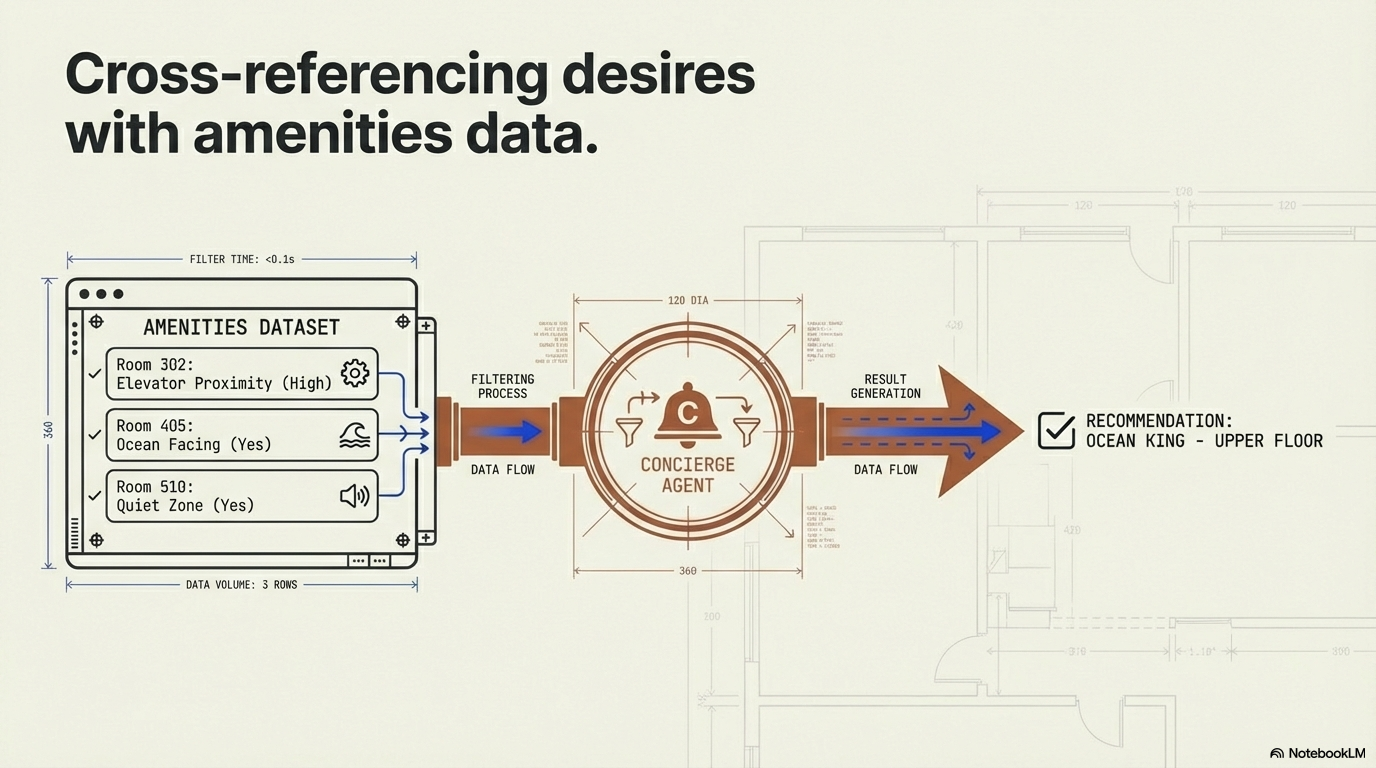 Cross-referencing desires
with amenities data.
FILTER TIME: <0.1s
360
AMENITIES DATASET
Room 302:
Elevator Proximity (High)
Room 405:
Ocean Facing (Yes)
Room 510:
Quiet Zone (Yes)
DATA VOLUME: 3 ROWS
FILTERING
PROCESS
DATA FLOW
120 DIA
C
CONCIERGE
AGENT
360
RESULT
GENERATION
DATA FLOW
RECOMMENDATION:
OCEAN KING - UPPER FLOOR
120
120
420
420
NotebookLM